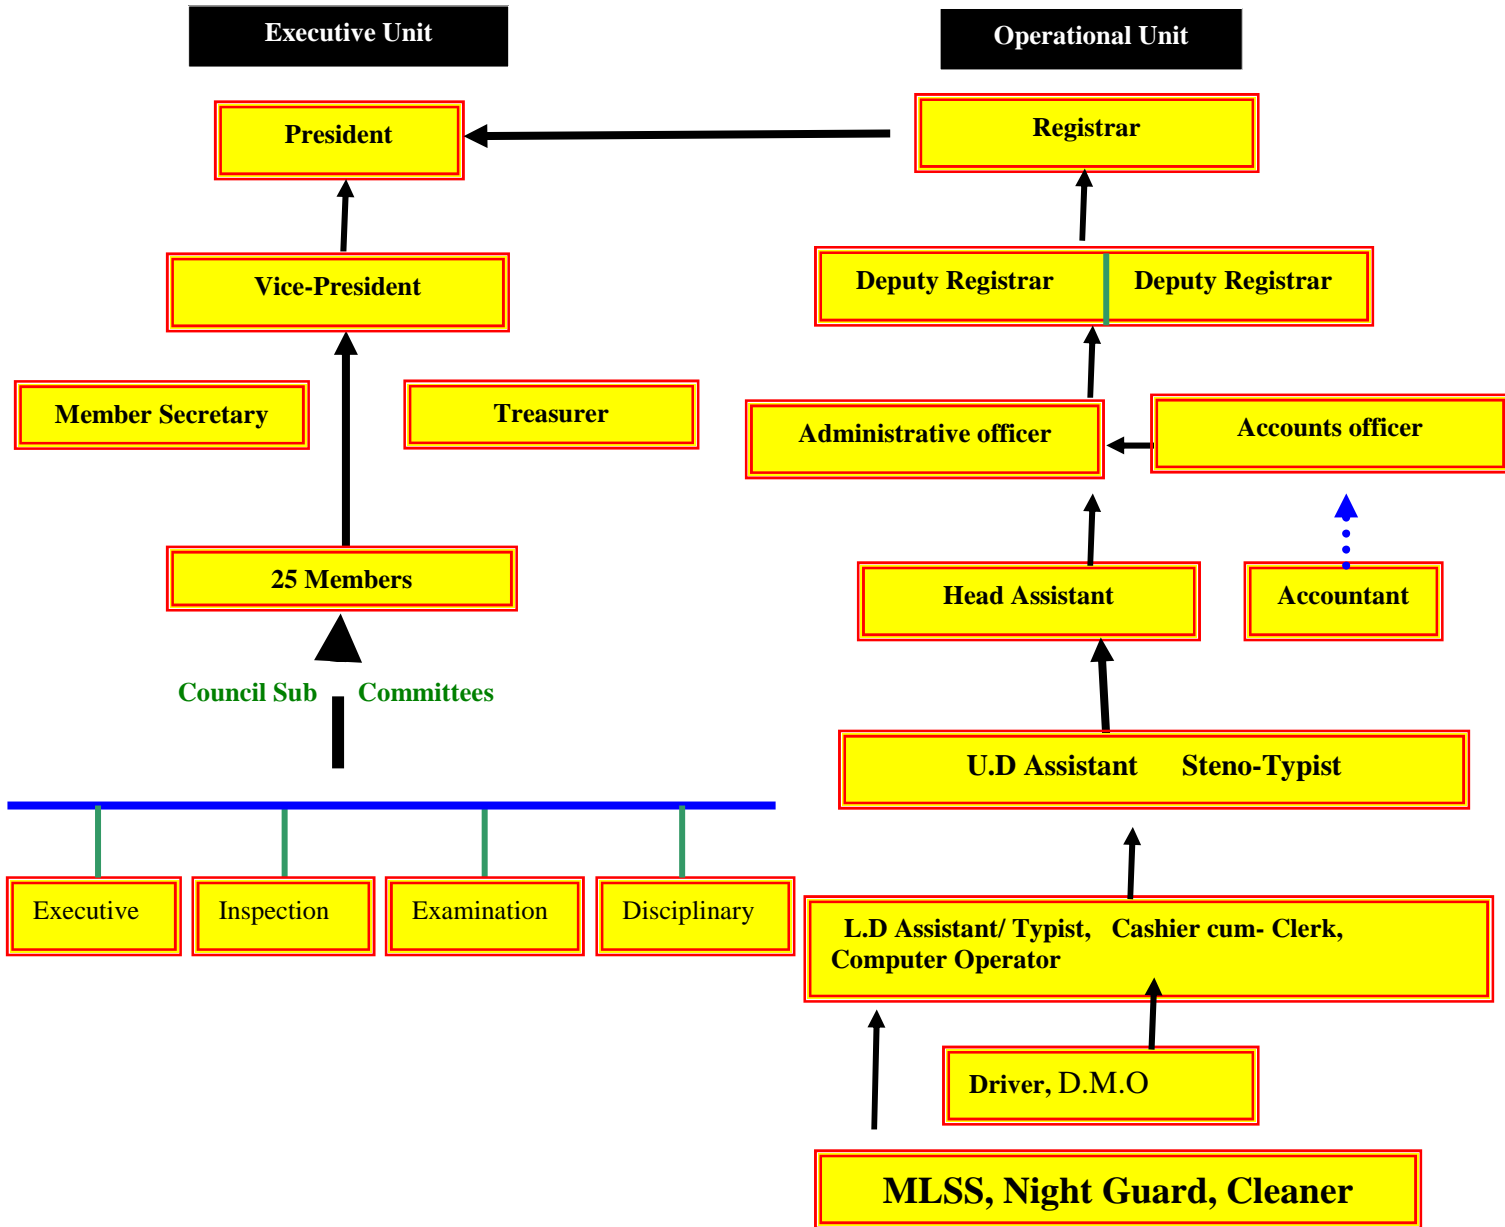 Executive Unit
Operational Unit
President
Registrar
Vice-President
Deputy Registrar
Deputy Registrar
Member Secretary
Treasurer
Administrative officer
Accounts officer
25 Members
Head Assistant
Accountant
Council Sub Committees
U.D Assistant Steno-Typist
Executive
Inspection
Examination
Disciplinary
L.D Assistant/ Typist, Cashier cum- Clerk,
Computer Operator
Driver, D.M.O
MLSS, Night Guard, Cleaner